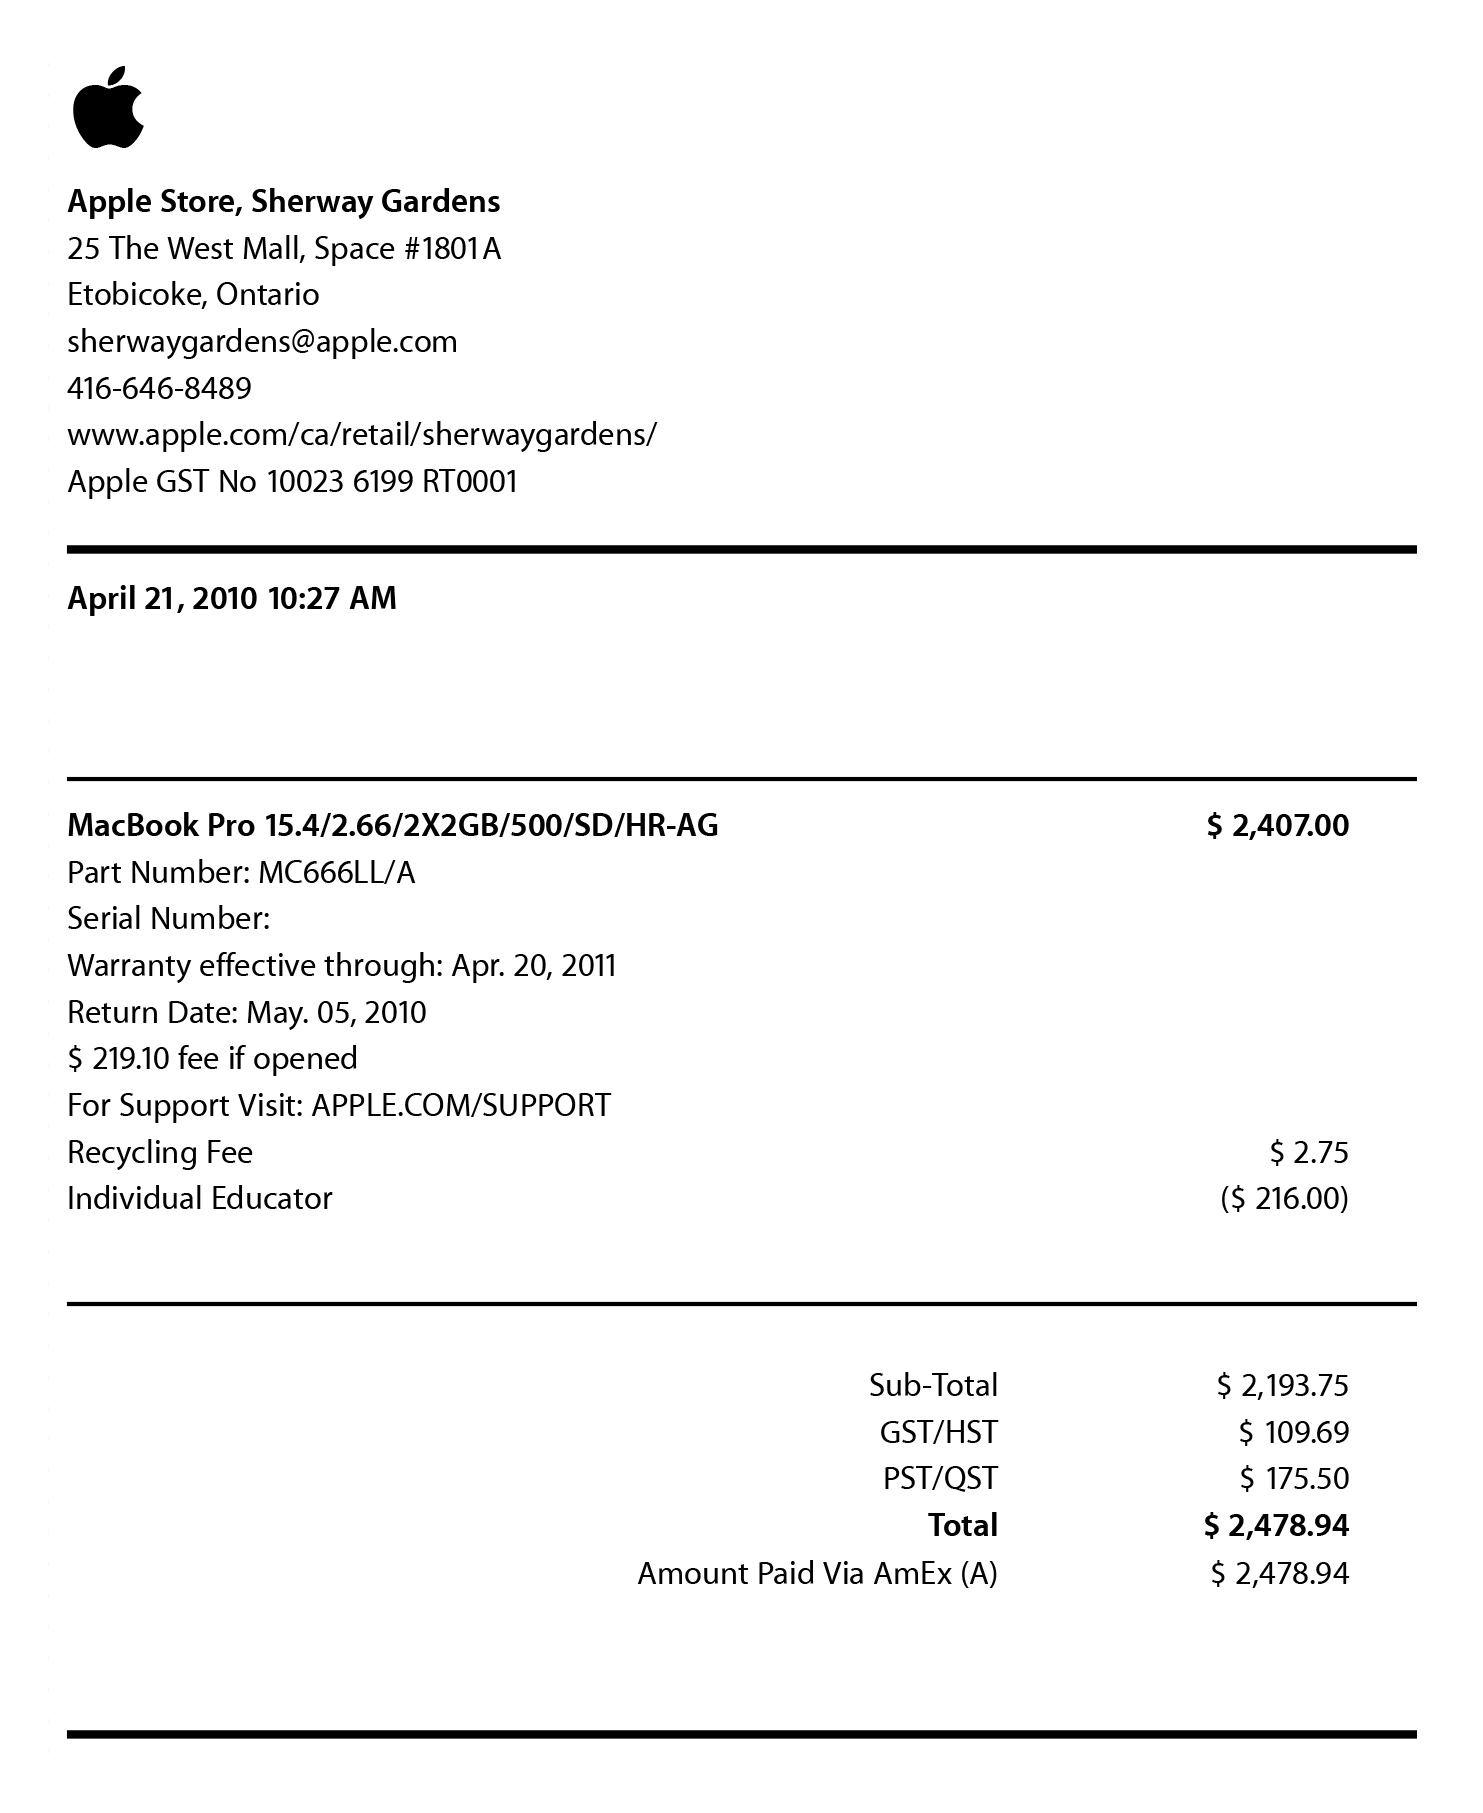 Apple Store, Sherway Gardens
25 The West Mall, Space #1801A
Etobicoke, Ontario
sherwaygardens@apple.com
416-646-8489
www.apple.com/ca/retail/sherwaygardens/
Apple GST No 10023 6199 RT0001
April 21, 2010 10:27 AM
MacBook Pro 15.4/2.66/2X2GB/500/SD/HR-AG $ 2,407.00
Part Number: MC666LL/A
Serial Number:
Warranty effective through: Apr. 20, 2011
Return Date: May. 05, 2010
$ 219.10 fee if opened
For Support Visit: APPLE.COM/SUPPORT
Recycling Fee $ 2.75
Individual Educator ($ 216.00)
Sub-Total $ 2,193.75
GST/HST $ 109.69
PST/QST $ 175.50
Total $ 2,478.94
Amount Paid Via AmEx (A) $ 2,478.94